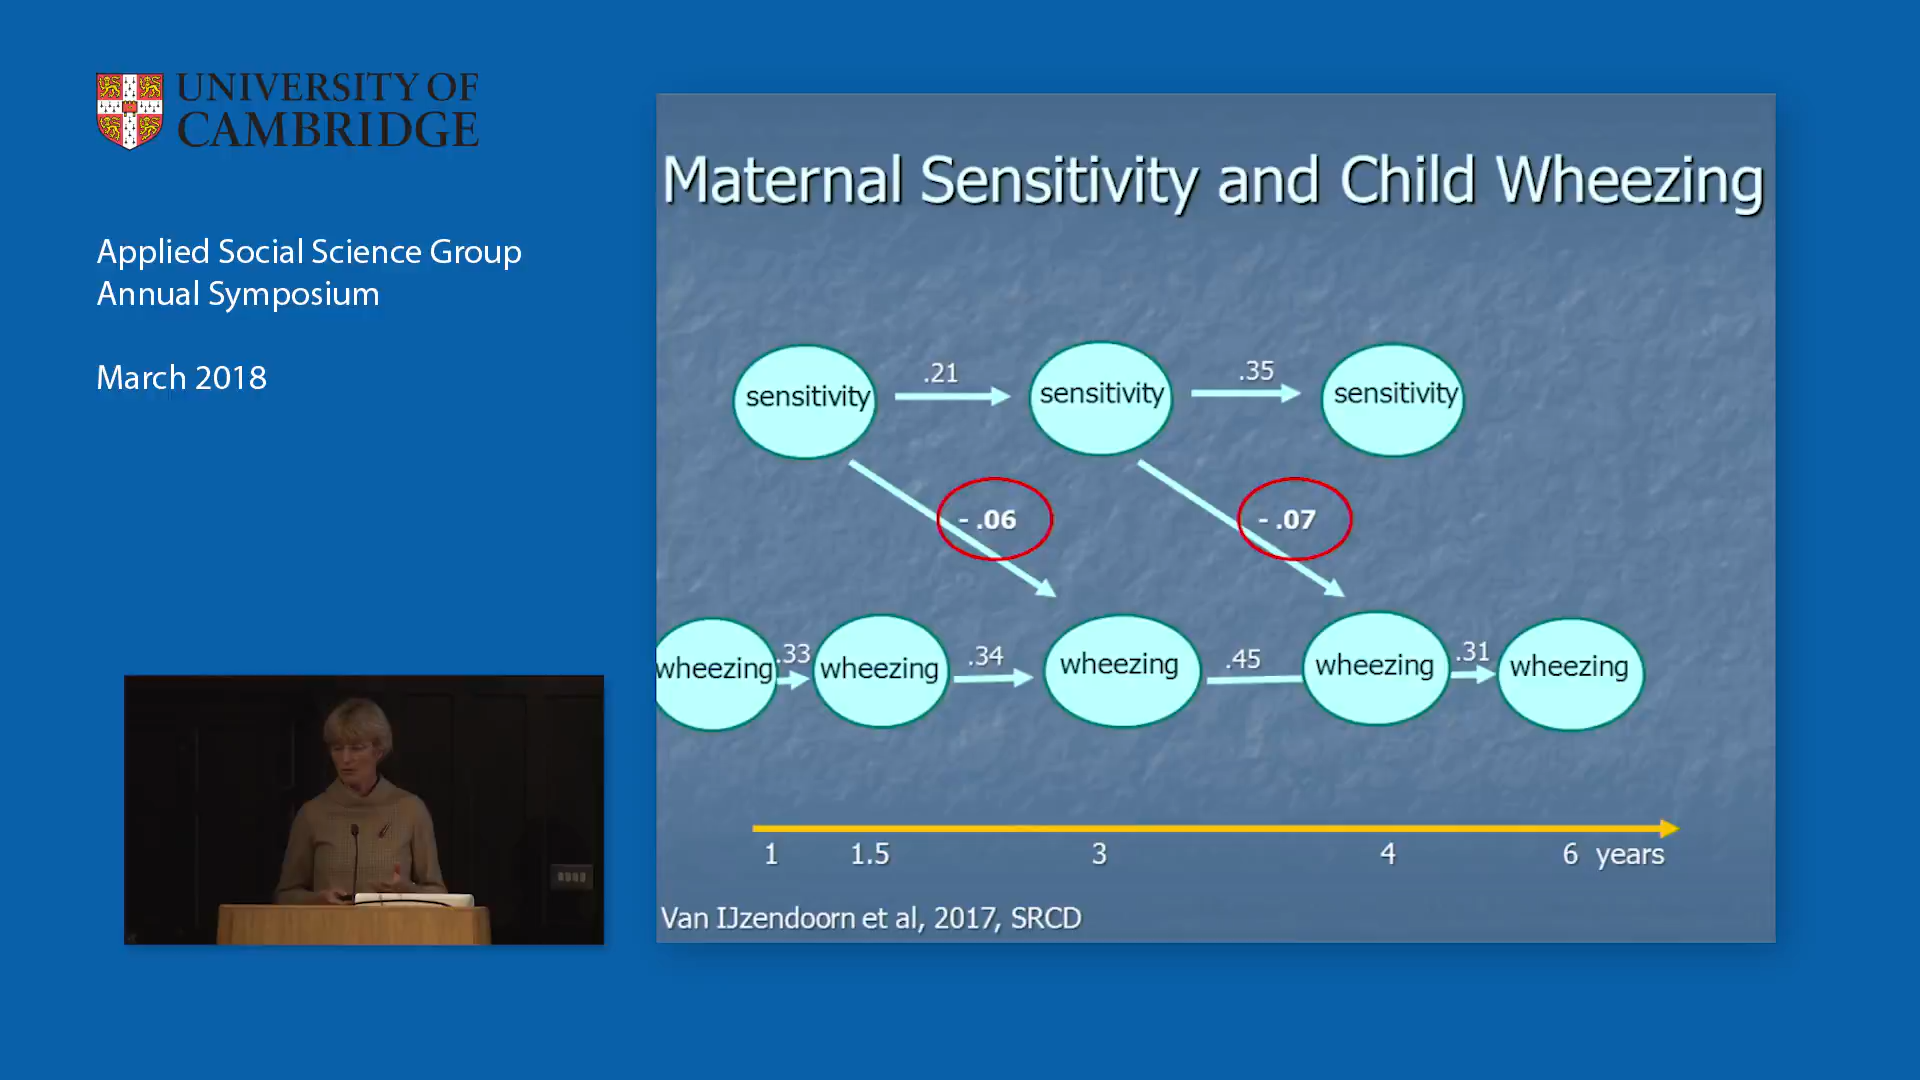 UNIVERSITY OF
CAMBRIDGE
Applied Social Science Group
Annual Symposium
March 2018
Maternal Sensitivity and Child Wheezing
sensitivity
.21
sensitivity
.35
sensitivity
- .06
- .07
wheezing
.33
wheezing
.34
wheezing
.45
wheezing
.31
wheezing
1
1.5
3
4
6 years
Van IJzendoorn et al, 2017, SRCD